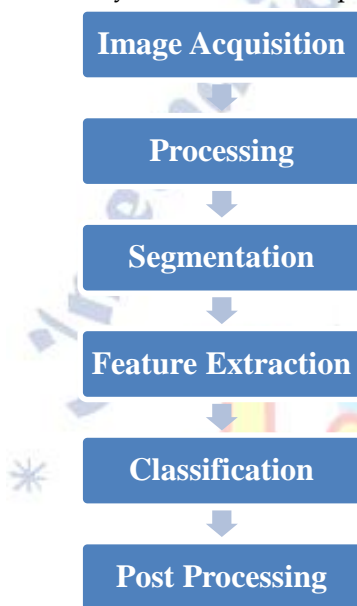 Image Acquisition
Processing
Segmentation
Feature Extraction
Classification
Post Processing